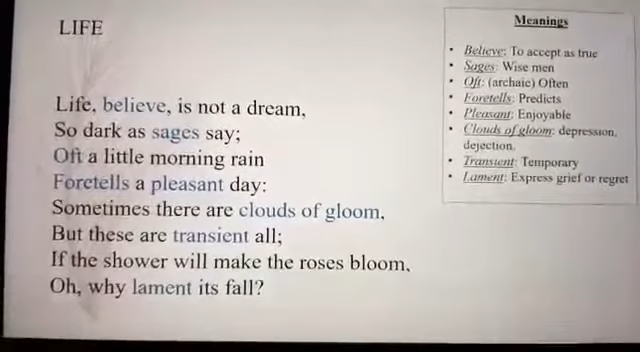 LIFE
Life, believe, is not a dream,
So dark as sages say;
Oft a little morning rain
Foretells a pleasant day:
Sometimes there are clouds of gloom,
But these are transient all;
If the shower will make the roses bloom,
Oh, why lament its fall?
Meanings
• Believe: To accept as true
• Sages: Wise men
• Oft: (archaic) Often
• Foretells: Predicts
• Pleasant: Enjoyable
• Clouds of gloom: depression,
dejection.
• Transient: Temporary
• Lament: Express grief or regret